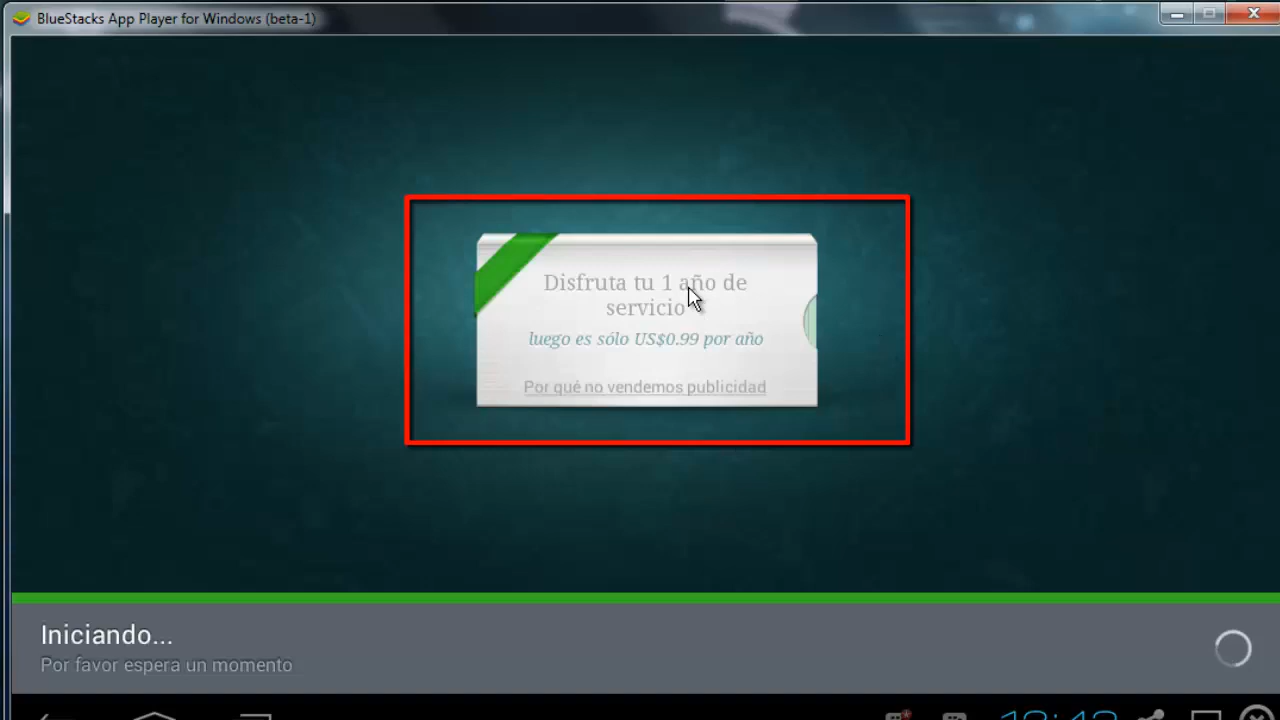 BlueStacks App Player for Windows (beta-1)
Disfruta tu 1 año de
servicio
luego es sólo US$0.99 por año
Por qué no vendemos publicidad
Iniciando...
Por favor espera un momento